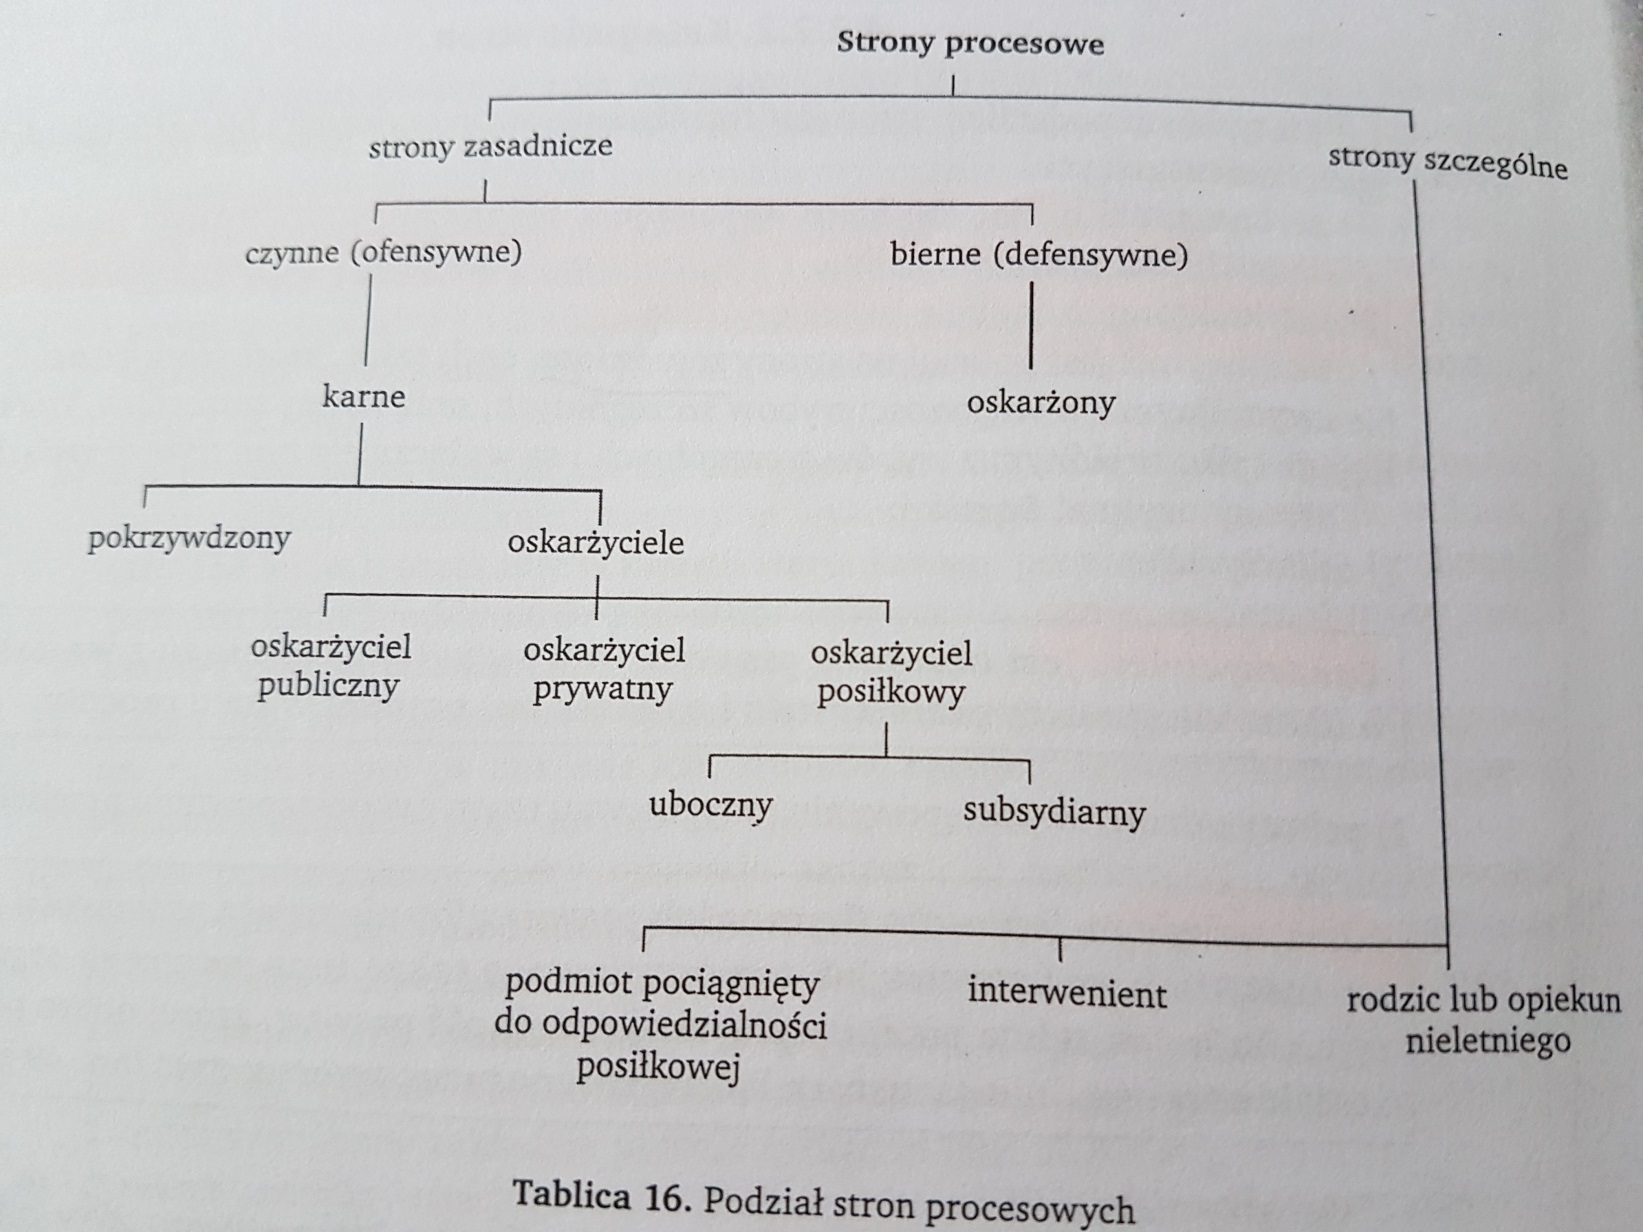 Strony procesowe
strony zasadnicze
strony szczególne
czynne (ofensywne)
bierne (defensywne)
karne
oskarżony
pokrzywdzony
oskarżyciele
oskarżyciel
publiczny
oskarżyciel
prywatny
oskarżyciel
posiłkowy
uboczny
subsydiarny
podmiot pociągnięty
do odpowiedzialności
posiłkowej
interwenient
rodzic lub opiekun
nieletniego
Tablica 16. Podział stron procesowych